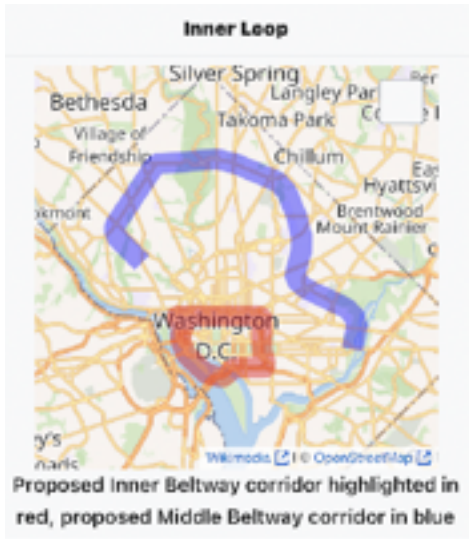 Inner Loop
Silver Spring
Langley Par
Bethesda
Takoma Park
Village of
Friendship
Chillum
Hyattsvi
Brentwood
Mount Rainier
Washington
D.C.
Wikimedia | © OpenStreetMap
Proposed Inner Beltway corridor highlighted in
red, proposed Middle Beltway corridor in blue